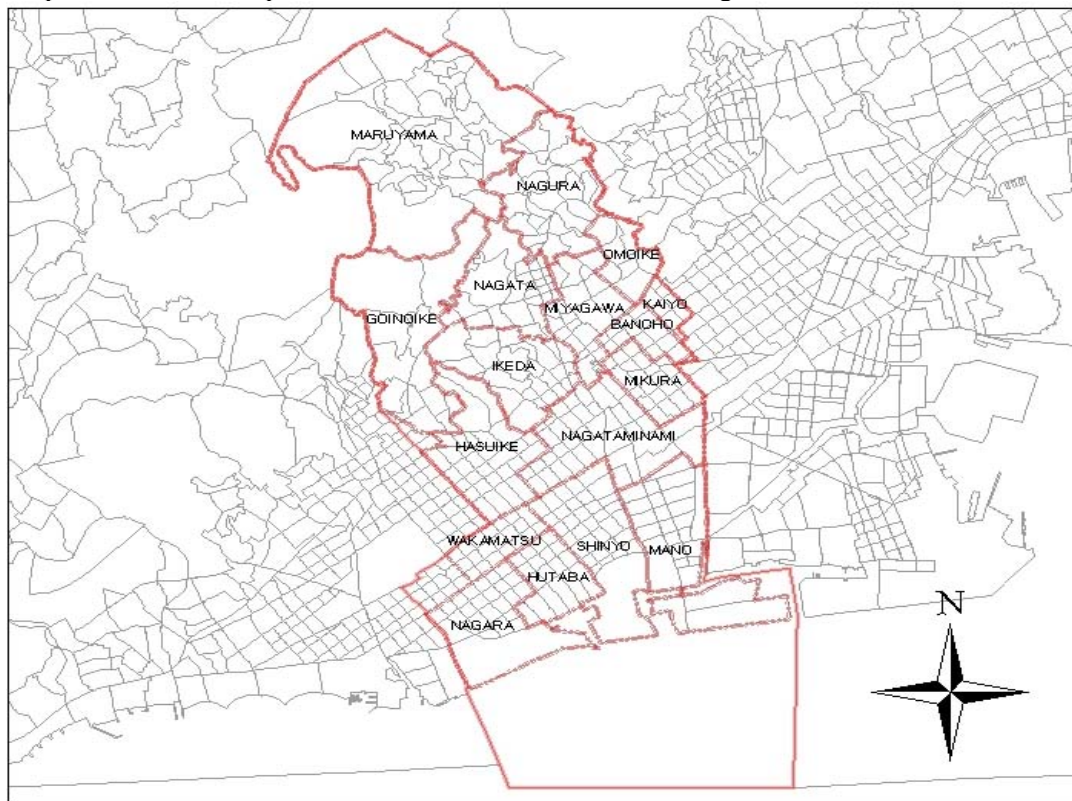 MARUYAMA
NAGURA
OMOIKE
NAGATA
KAIYO
MIYAGAWA
GOINOIKE
BANCHO
IKEDA
MIKURA
NAGATAMINAMI
HASUIKE
WAKAMATSU
SHINYO
MANO
HUTABA
N
NAGARA